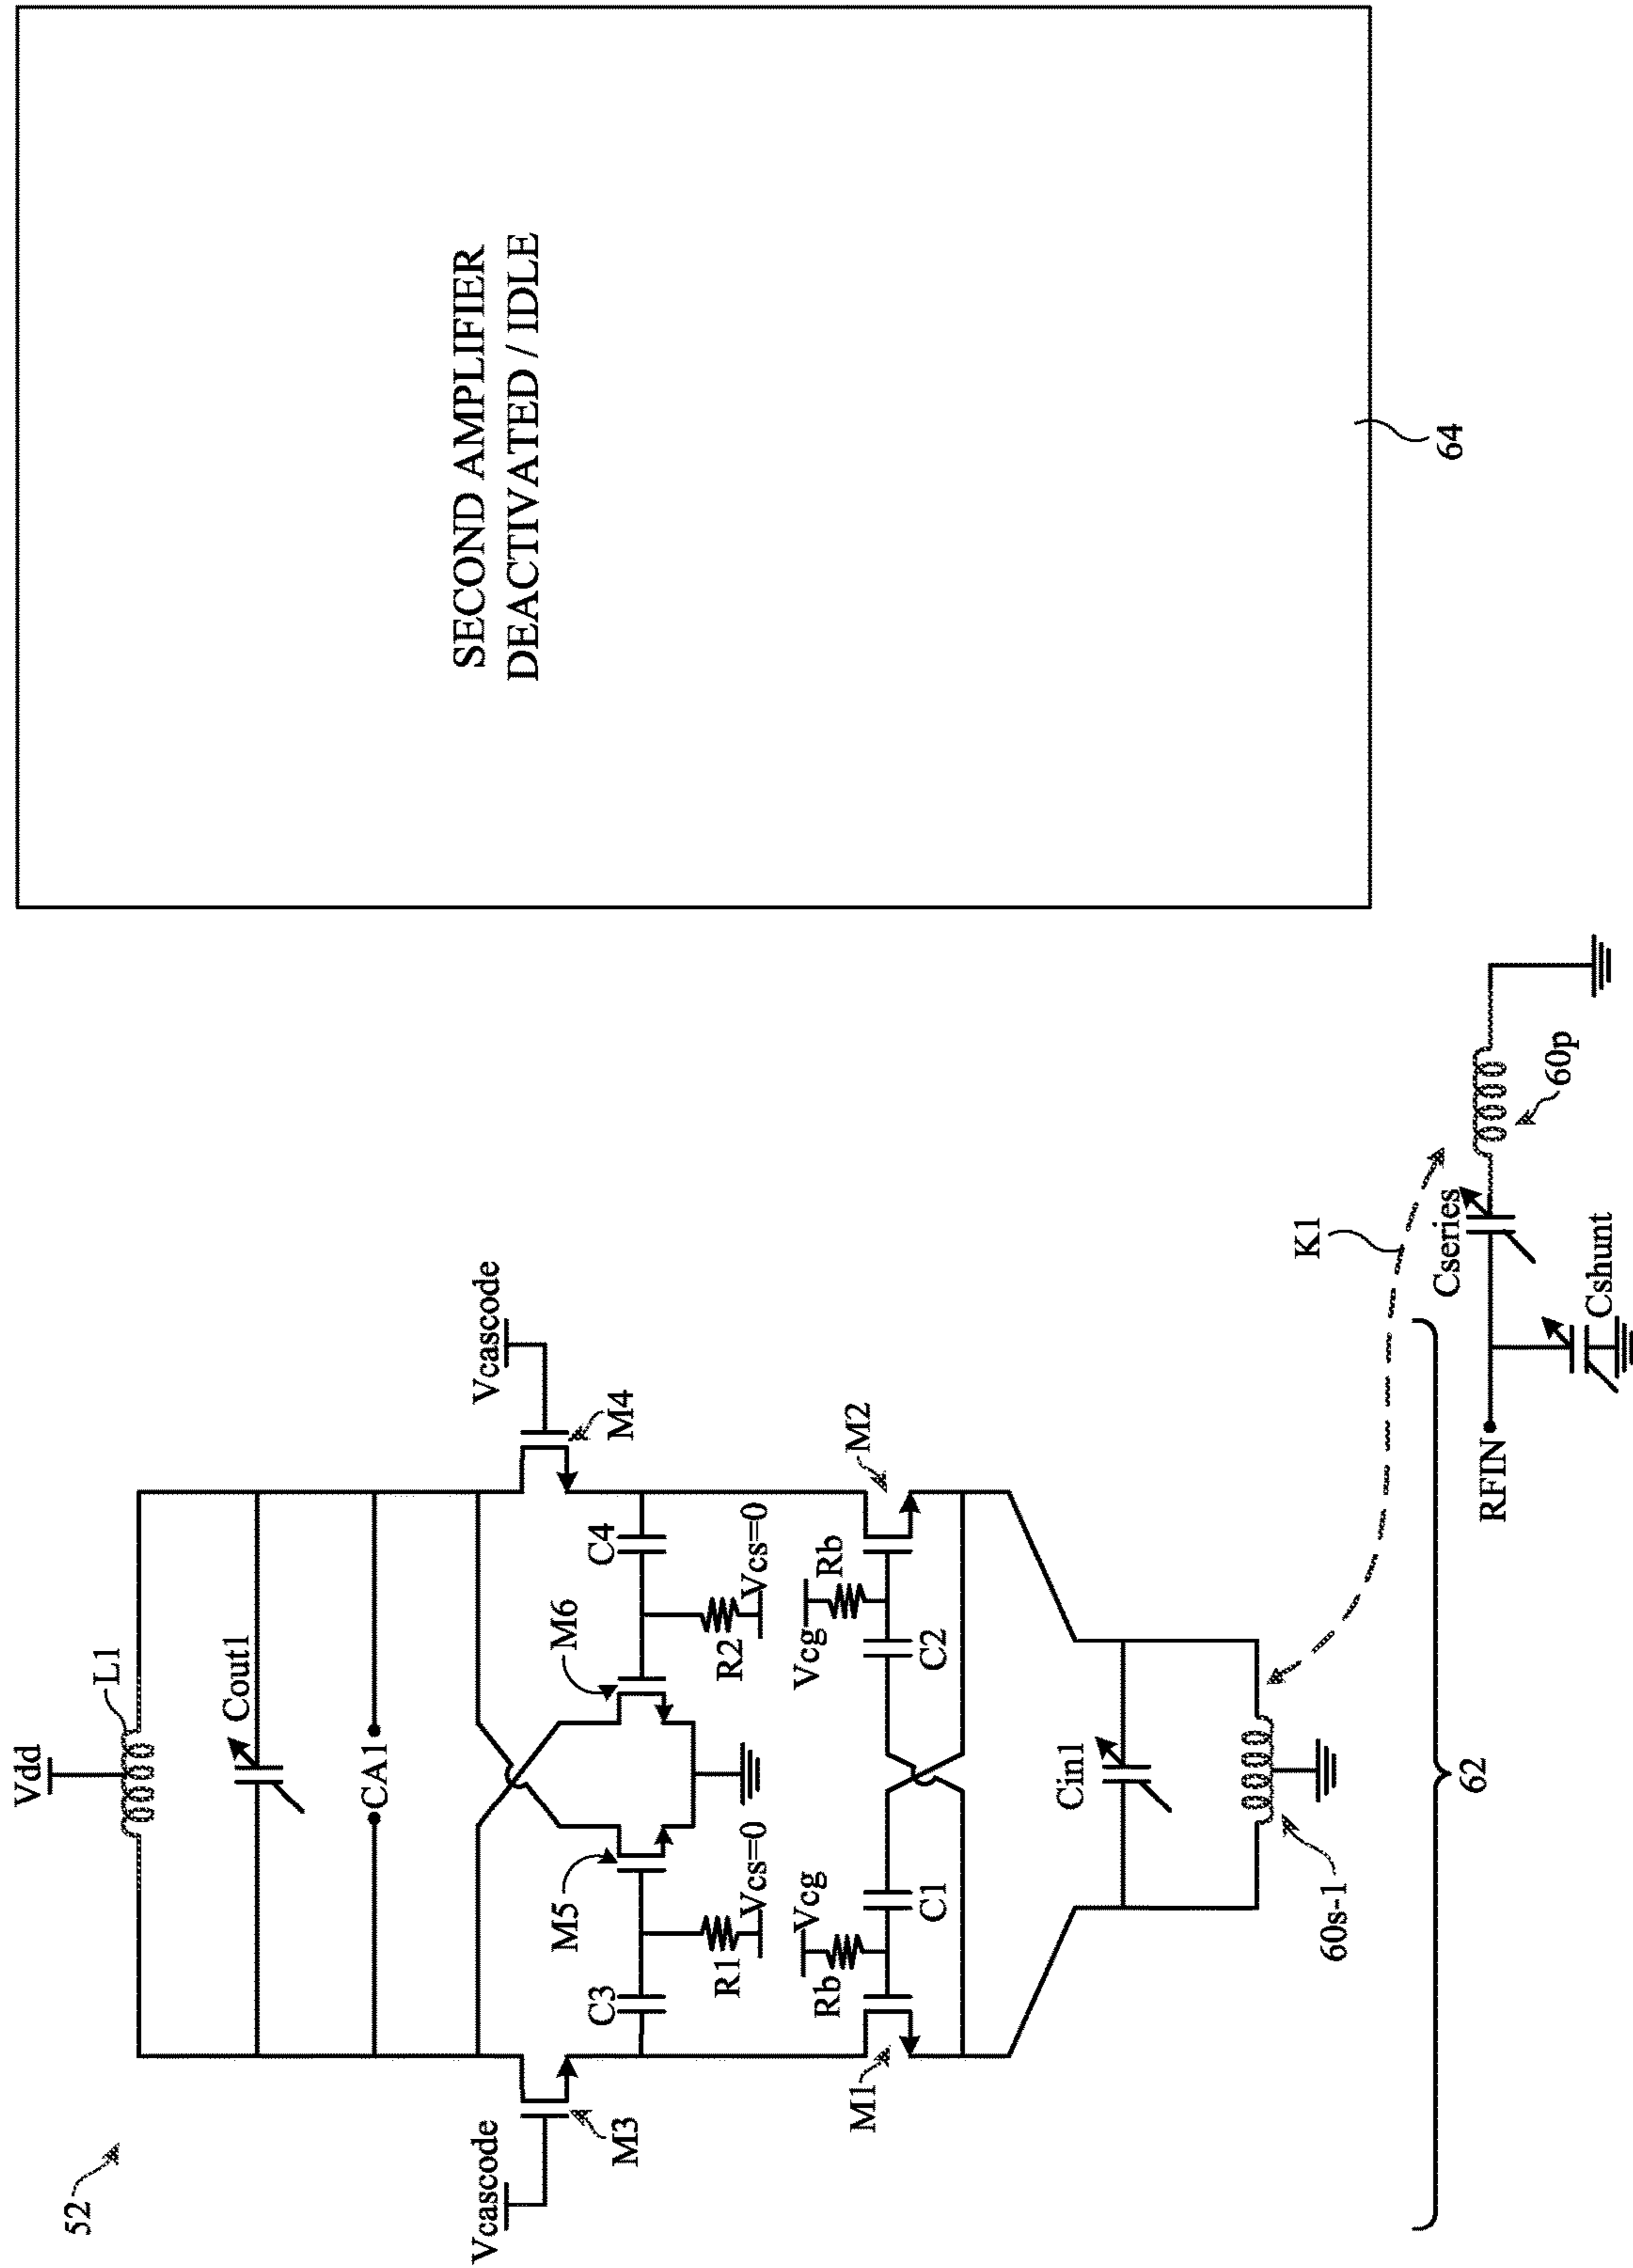 52
Vdd
L1
Cout1
CA1
Vcascode
M3
Vcascode
M4
C3
M5
M6
C4
R1
Vcs=0
R2
Vcs=0
Vcg
Rb
Vcg
Rb
M1
C1
C2
M2
Cin1
60s-1
62
K1
RFIN
Cseries
Cshunt
60p
SECOND AMPLIFIER
DEACTIVATED / IDLE
64